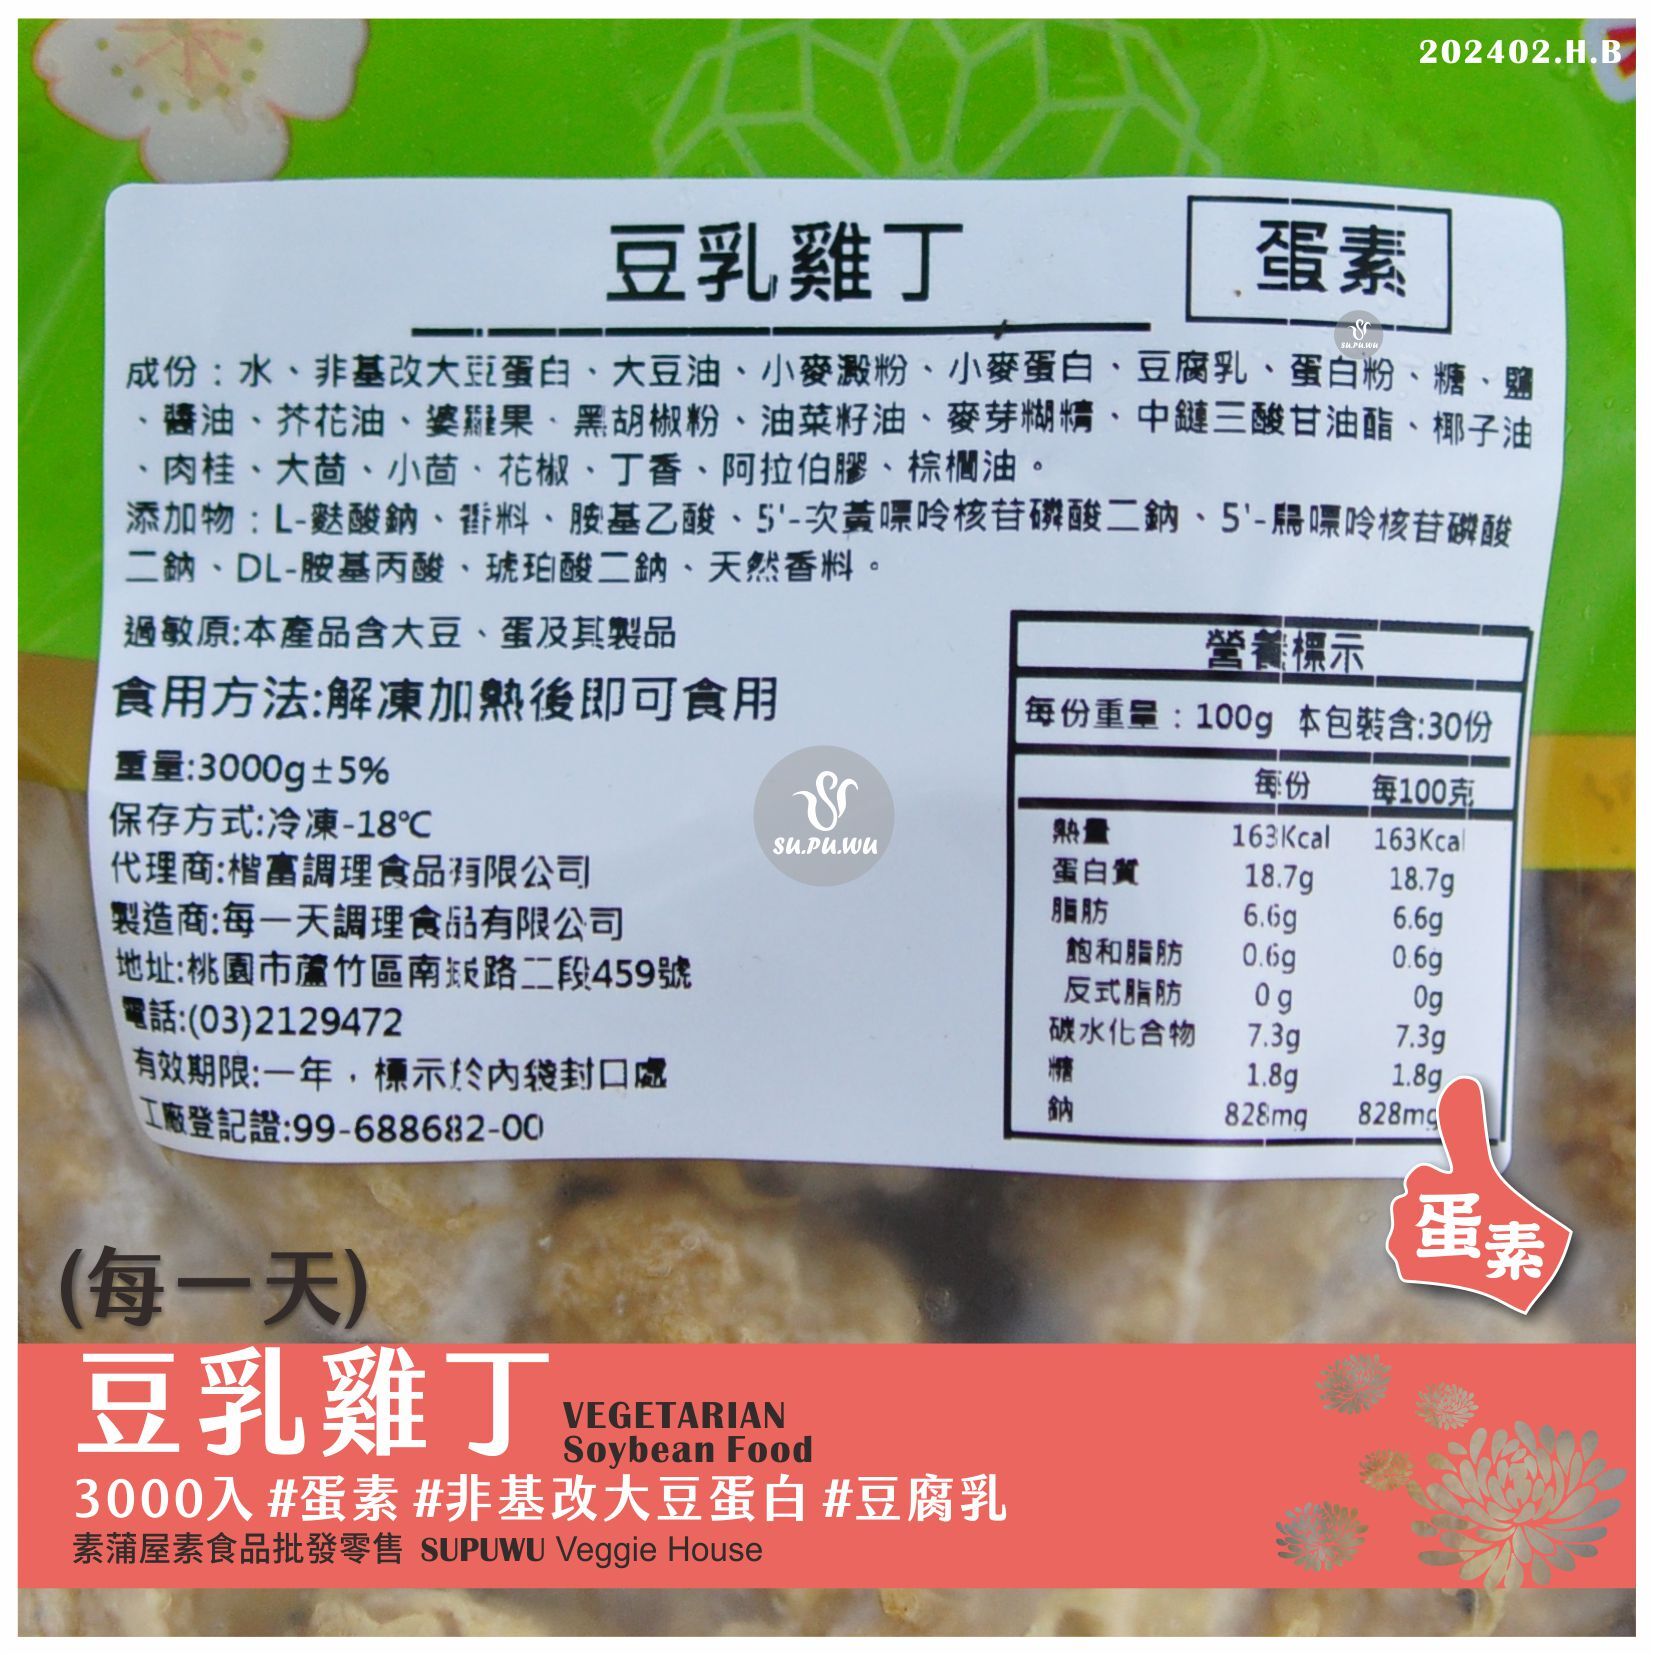 202402.H.B
豆乳雞丁 蛋素
成份：水、非基改大豆蛋白、大豆油、小麥澱粉、小麥蛋白、豆腐乳、蛋白粉、糖、鹽
、醬油、芥花油、婆羅果、黑胡椒粉、油菜籽油、麥芽糊精、中鏈三酸甘油酯、椰子油
、肉桂、大茴、小茴、花椒、丁香、阿拉伯膠、棕櫚油。
添加物：L-麩酸鈉、香料、胺基乙酸、5'-次黃嘌呤核苷磷酸二鈉、5'-鳥嘌呤核苷磷酸
二鈉、DL-胺基丙酸、琥珀酸二鈉、天然香料。
過敏原:本產品含大豆、蛋及其製品
食用方法:解凍加熱後即可食用
重量:3000g±5%
保存方式:冷凍-18℃
代理商:楷富調理食品有限公司
製造商:每一天調理食品有限公司
地址:桃園市蘆竹區南崁路二段459號
電話:(03)2129472
有效期限:一年，標示於內袋封口處
工廠登記證:99-688682-00
營養標示
每份重量：100g 本包裝含:30份
每份 每100克
熱量 163Kcal 163Kcal
蛋白質 18.7g 18.7g
脂肪 6.6g 6.6g
飽和脂肪 0.6g 0.6g
反式脂肪 0g 0g
碳水化合物 7.3g 7.3g
糖 1.8g 1.8g
鈉 828mg 828mg
SU.PU.WU
SU.PU.WU
蛋素
(每一天)
豆乳雞丁
VEGETARIAN
Soybean Food
3000入 #蛋素 #非基改大豆蛋白 #豆腐乳
素蒲屋素食品批發零售 SUPUWU Veggie House